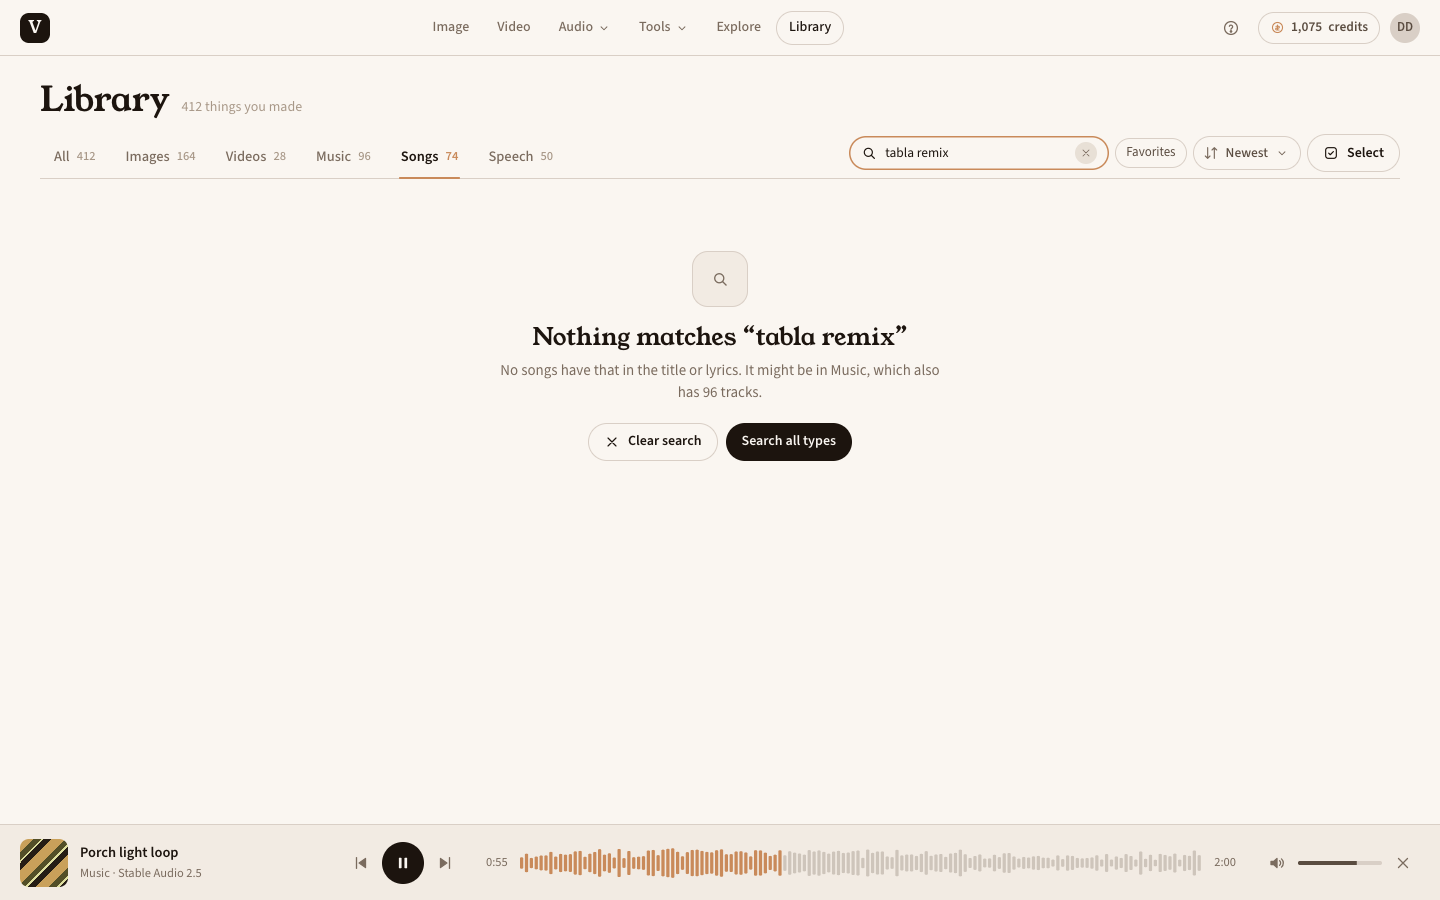 V
Image Video Audio Tools Explore Library
1,075 credits DD
Library 412 things you made
All 412 Images 164 Videos 28 Music 96 Songs 74 Speech 50
tabla remix Favorites Newest Select
Nothing matches “tabla remix”
No songs have that in the title or lyrics. It might be in Music, which also
has 96 tracks.
Clear search Search all types
Porch light loop
Music · Stable Audio 2.5
0:55 2:00